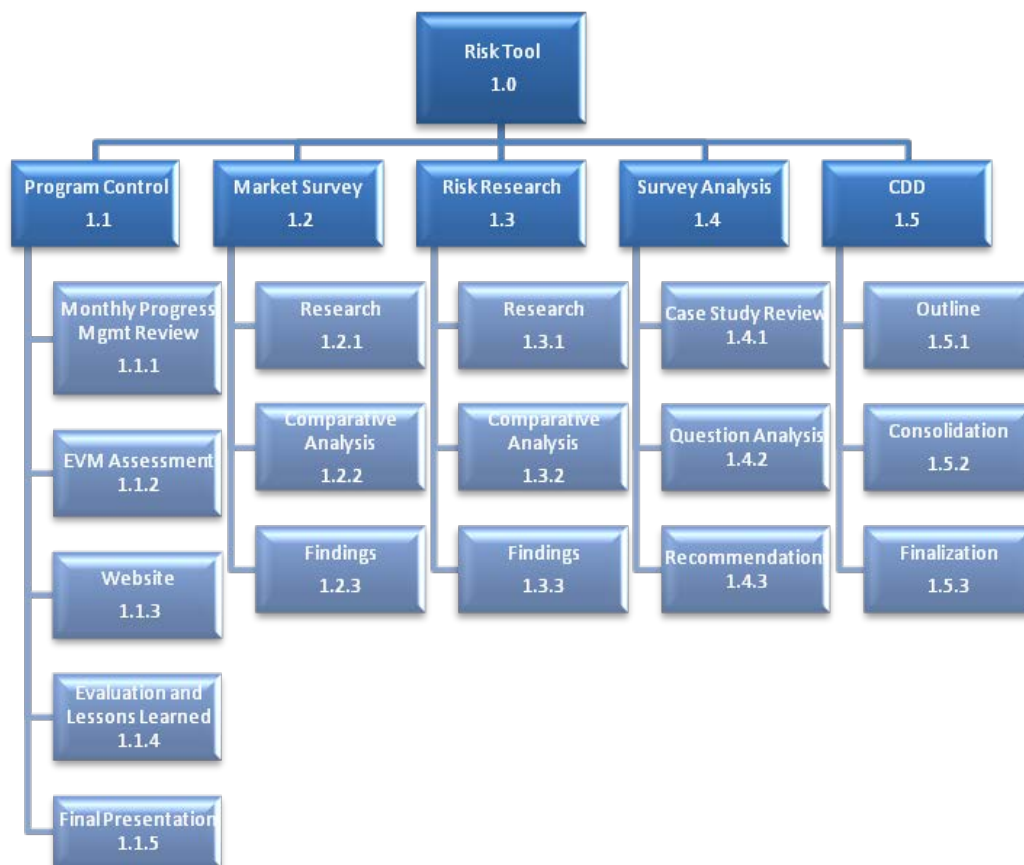 Risk Tool
1.0
Program Control
1.1
Market Survey
1.2
Risk Research
1.3
Survey Analysis
1.4
CDD
1.5
Monthly Progress
Mgmt Review
1.1.1
EVM Assessment
1.1.2
Website
1.1.3
Evaluation and
Lessons Learned
1.1.4
Final Presentation
1.1.5
Research
1.2.1
Comparative
Analysis
1.2.2
Findings
1.2.3
Research
1.3.1
Comparative
Analysis
1.3.2
Findings
1.3.3
Case Study Review
1.4.1
Question Analysis
1.4.2
Recommendation
1.4.3
Outline
1.5.1
Consolidation
1.5.2
Finalization
1.5.3